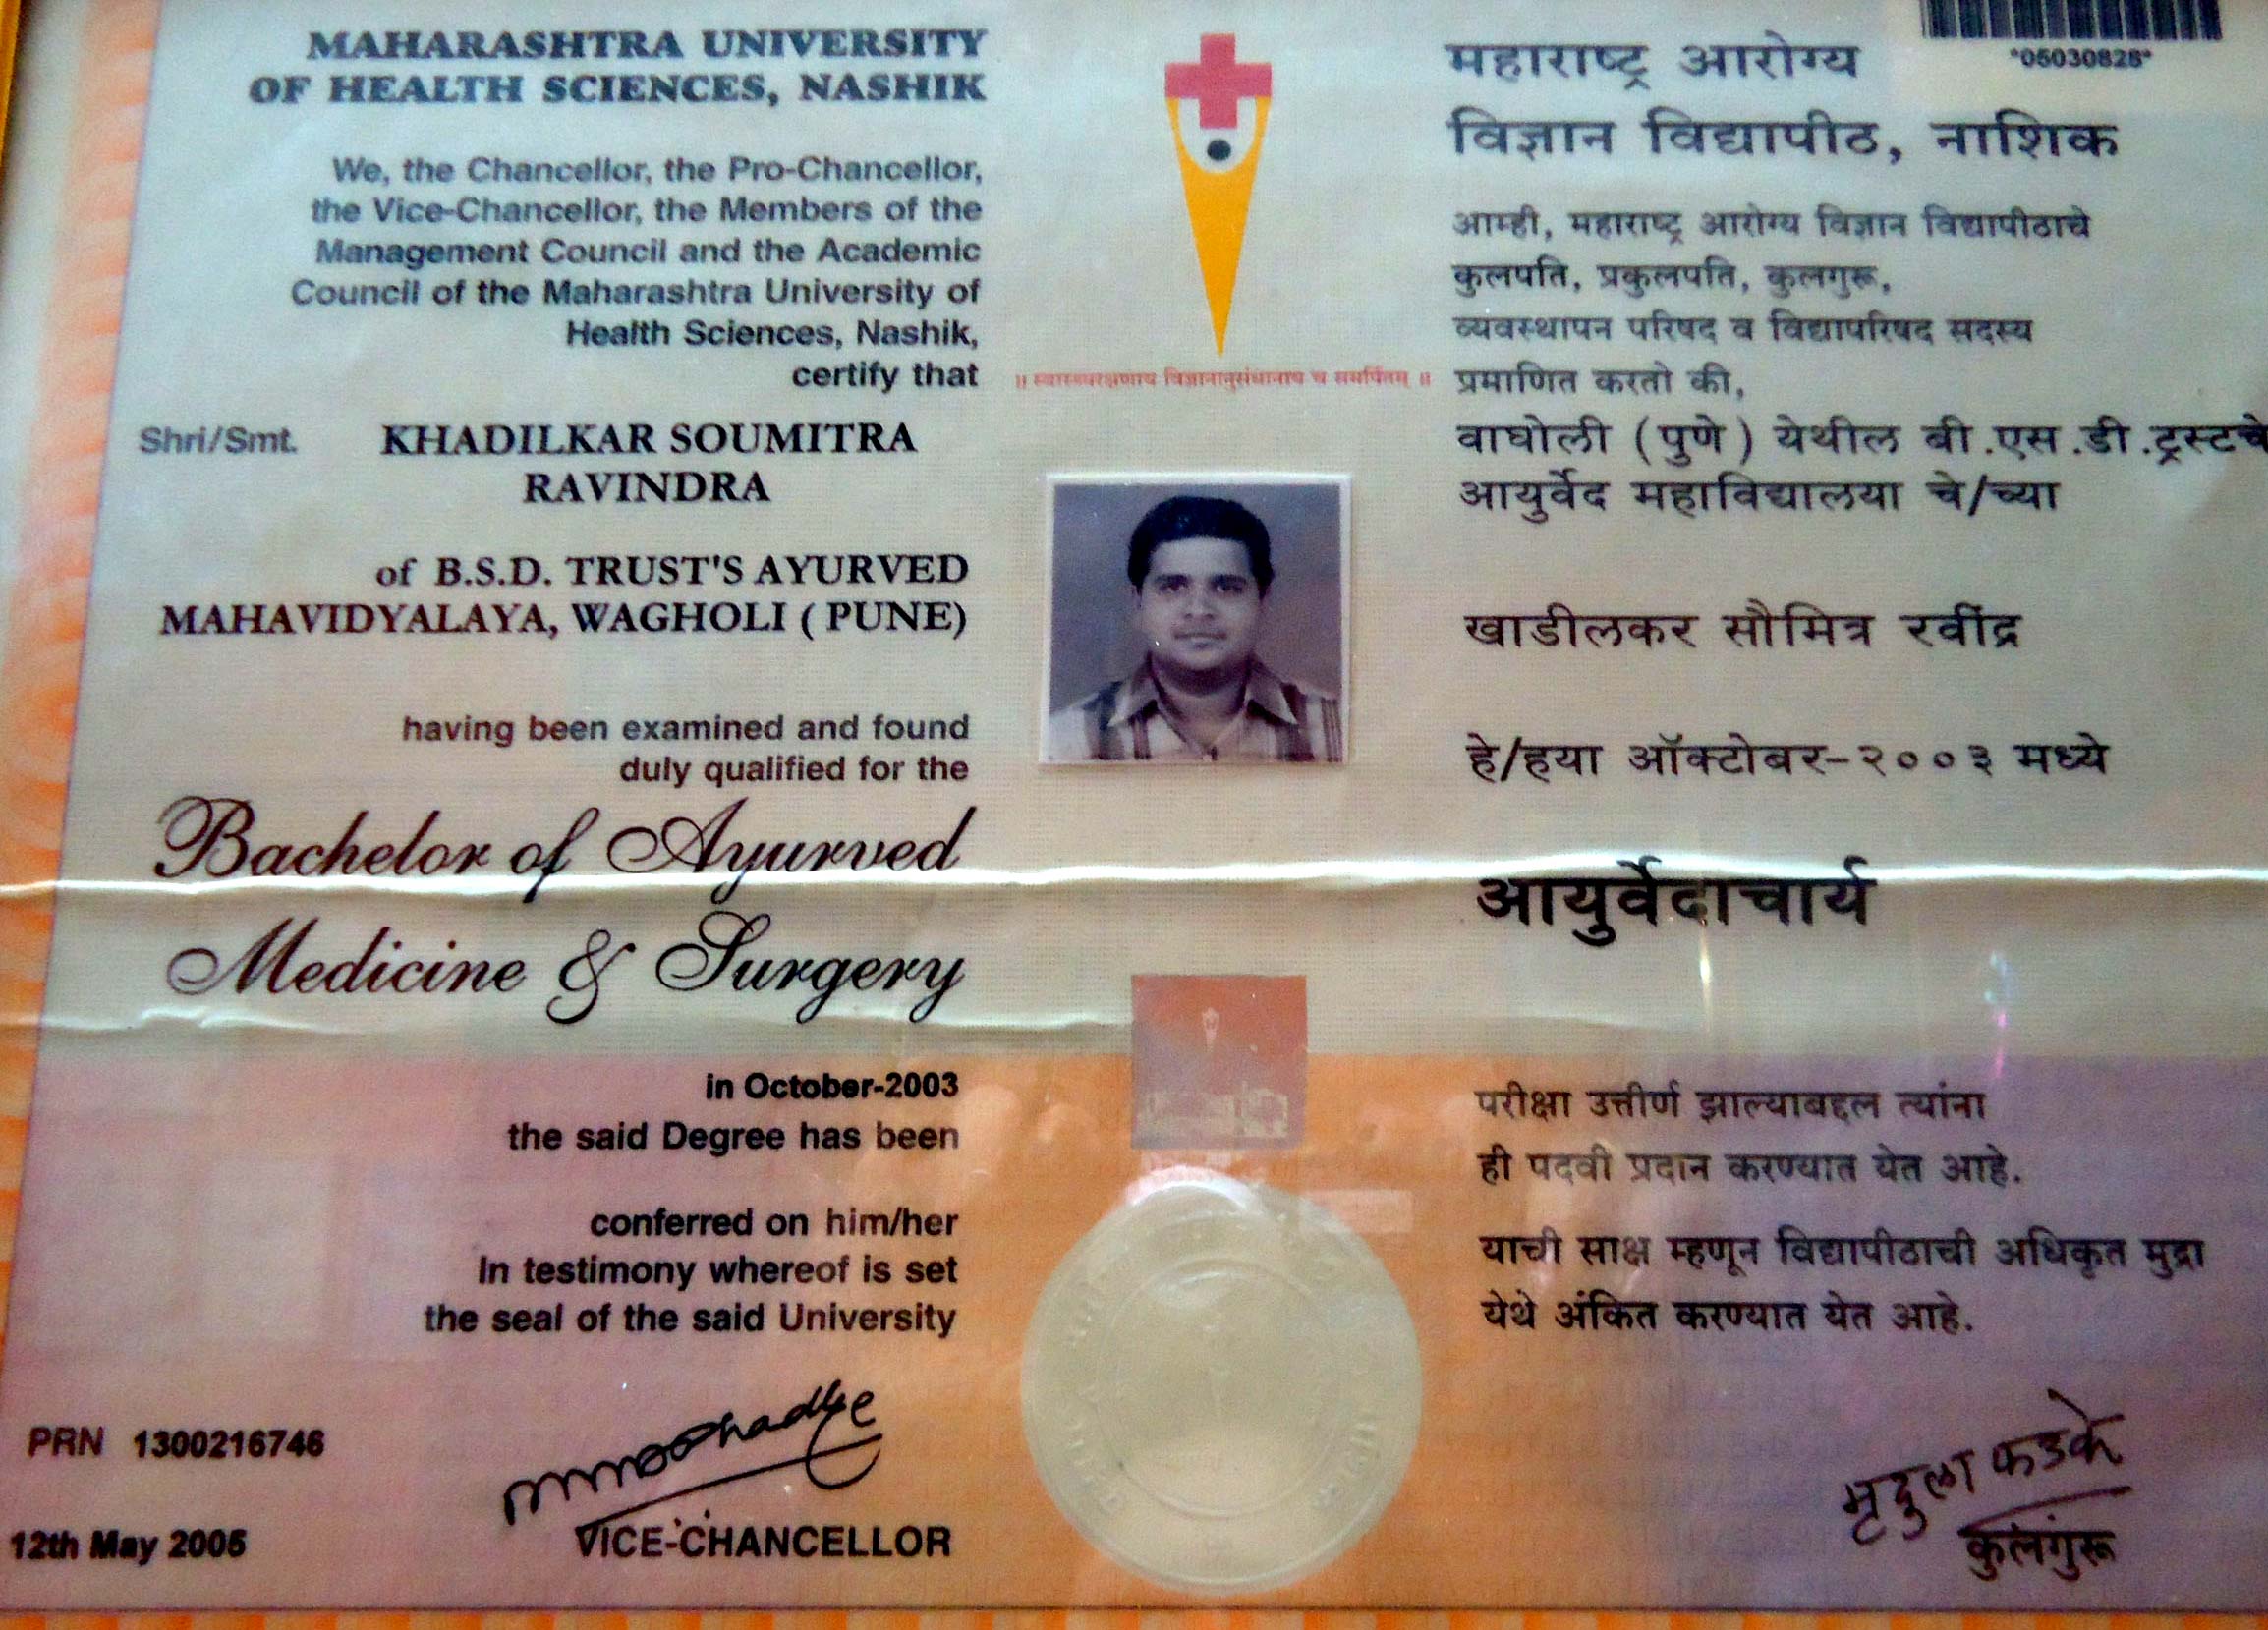 MAHARASHTRA UNIVERSITY
OF HEALTH SCIENCES, NASHIK
We, the Chancellor, the Pro-Chancellor,
the Vice-Chancellor, the Members of the
Management Council and the Academic
Council of the Maharashtra University of
Health Sciences, Nashik,
certify that
Shri/Smt. KHADILKAR SOUMITRA
RAVINDRA
of B.S.D. TRUST'S AYURVED
MAHAVIDYALAYA, WAGHOLI ( PUNE)
having been examined and found
duly qualified for the
Bachelor of Ayurved
Medicine & Surgery
in October-2003
the said Degree has been
conferred on him/her
In testimony whereof is set
the seal of the said University
PRN 1300216746
12th May 2005
VICE-CHANCELLOR
॥ स्वास्थ्यरक्षणाय विज्ञानानुसंधानाय च समर्पितम् ॥
*05030828*
महाराष्ट्र आरोग्य
विज्ञान विद्यापीठ, नाशिक
आम्ही, महाराष्ट्र आरोग्य विज्ञान विद्यापीठाचे
कुलपति, प्रकुलपति, कुलगुरू,
व्यवस्थापन परिषद व विद्यापरिषद सदस्य
प्रमाणित करतो की,
वाघोली (पुणे) येथील बी.एस.डी.ट्रस्टचे
आयुर्वेद महाविद्यालया चे/च्या
खाडीलकर सौमित्र रवींद्र
हे/हया ऑक्टोबर-२००३ मध्ये
आयुर्वेदाचार्य
परीक्षा उत्तीर्ण झाल्याबद्दल त्यांना
ही पदवी प्रदान करण्यात येत आहे.
याची साक्ष म्हणून विद्यापीठाची अधिकृत मुद्रा
येथे अंकित करण्यात येत आहे.
मृदुला फडके
कुलगुरू